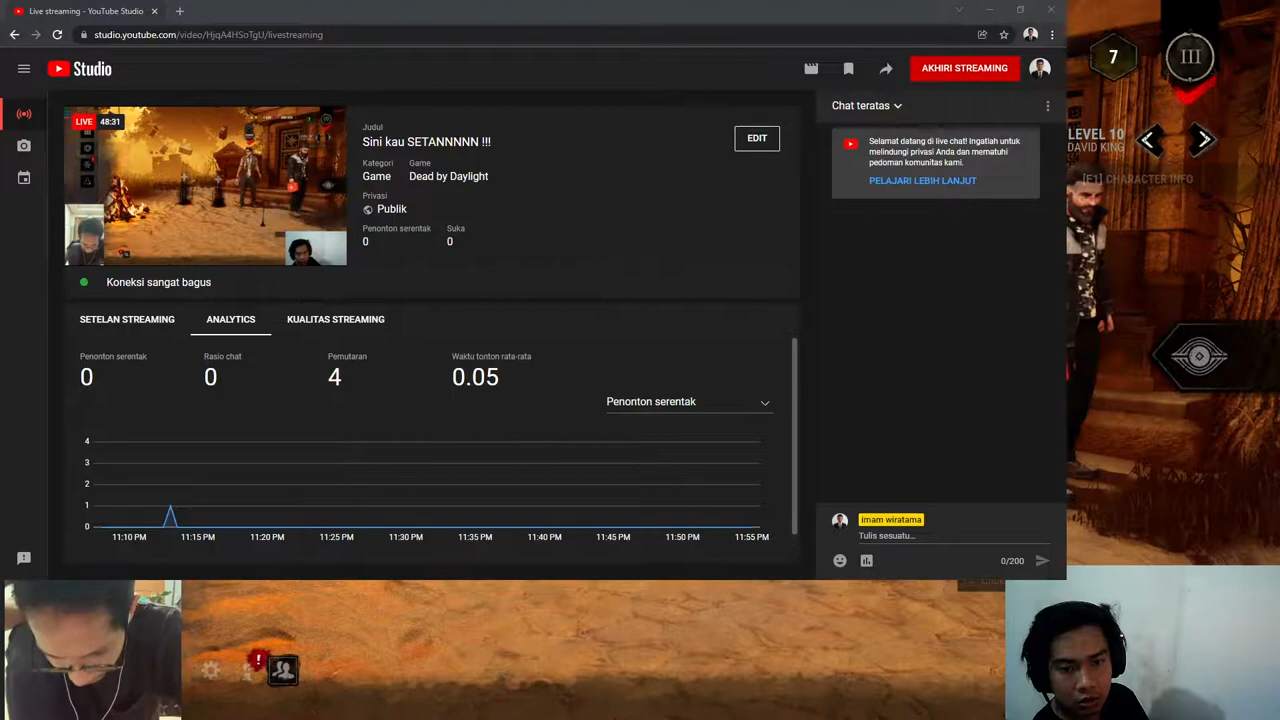 Live streaming - YouTube Studio
studio.youtube.com/video/HjqA4HSoTgU/livestreaming
Studio
AKHIRI STREAMING
LIVE 48:31
Judul
Sini kau SETANNNNN !!!
EDIT
Kategori Game
Game Dead by Daylight
Privasi
Publik
Penonton serentak Suka
0 0
Koneksi sangat bagus
SETELAN STREAMING ANALYTICS KUALITAS STREAMING
Penonton serentak Rasio chat Pemutaran Waktu tonton rata-rata
0 0 4 0.05
Penonton serentak
4
3
2
1
0
11:10 PM 11:15 PM 11:20 PM 11:25 PM 11:30 PM 11:35 PM 11:40 PM 11:45 PM 11:50 PM 11:55 PM
Chat teratas
Selamat datang di live chat! Ingatlah untuk
melindungi privasi Anda dan mematuhi
pedoman komunitas kami.
PELAJARI LEBIH LANJUT
imam wiratama
Tulis sesuatu...
0/200
7 III
LEVEL 10
DAVID KING
[F1] CHARACTER INFO